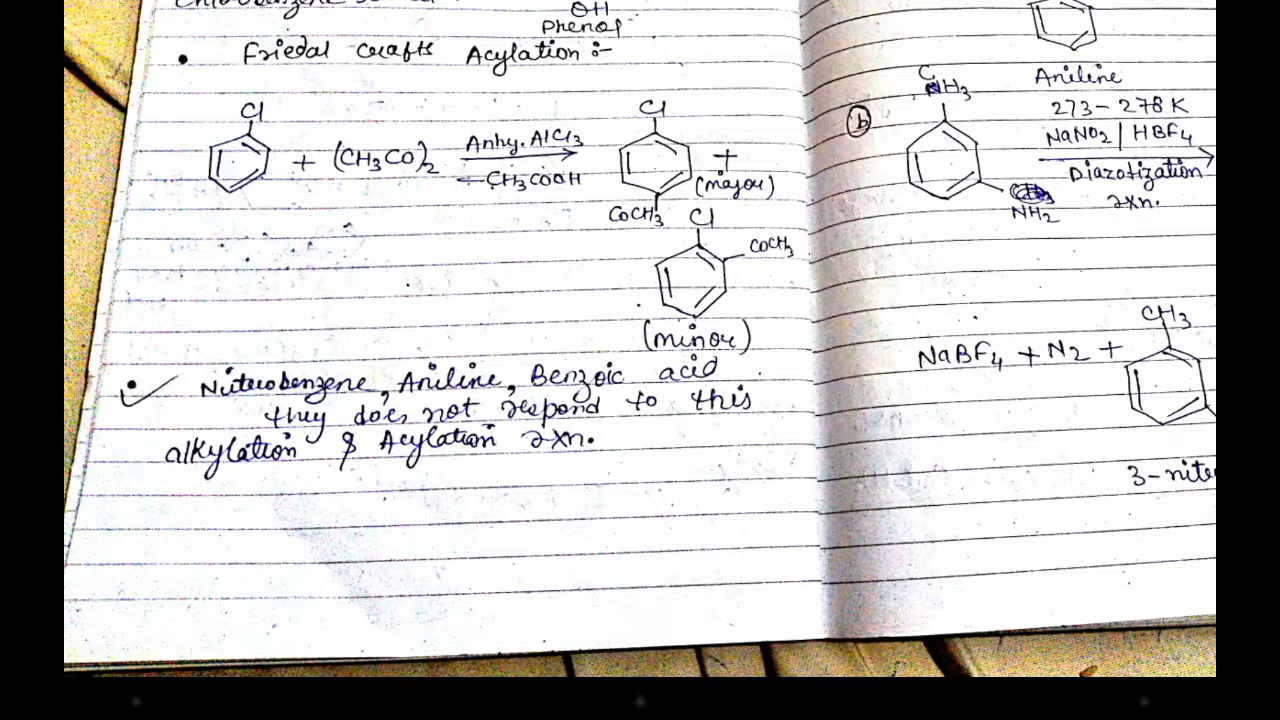 OH
Phenol
• Friedal crafts Acylation :-
Cl
+ (CH3CO)2
Anhy. AlCl3
- CH3COOH
Cl
COCH3
+
(major)
Cl
COCH3
(minor)
Nitrobenzene, Aniline, Benzoic acid
they does not respond to this
alkylation & Acylation rxn.
Aniline
(b)
CH3
NH2
273 - 278 K
NaNO2 | HBF4
Diazotization
rxn.
NaBF4 + N2 +
CH3